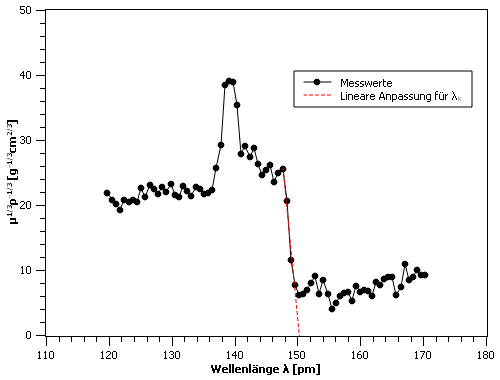 50
40
30
20
10
0
μ^1/3 ρ^-1/3 [g^-1/3 cm^2/3]
Messwerte
Lineare Anpassung für λₖ
110 120 130 140 150 160 170 180
Wellenlänge λ [pm]